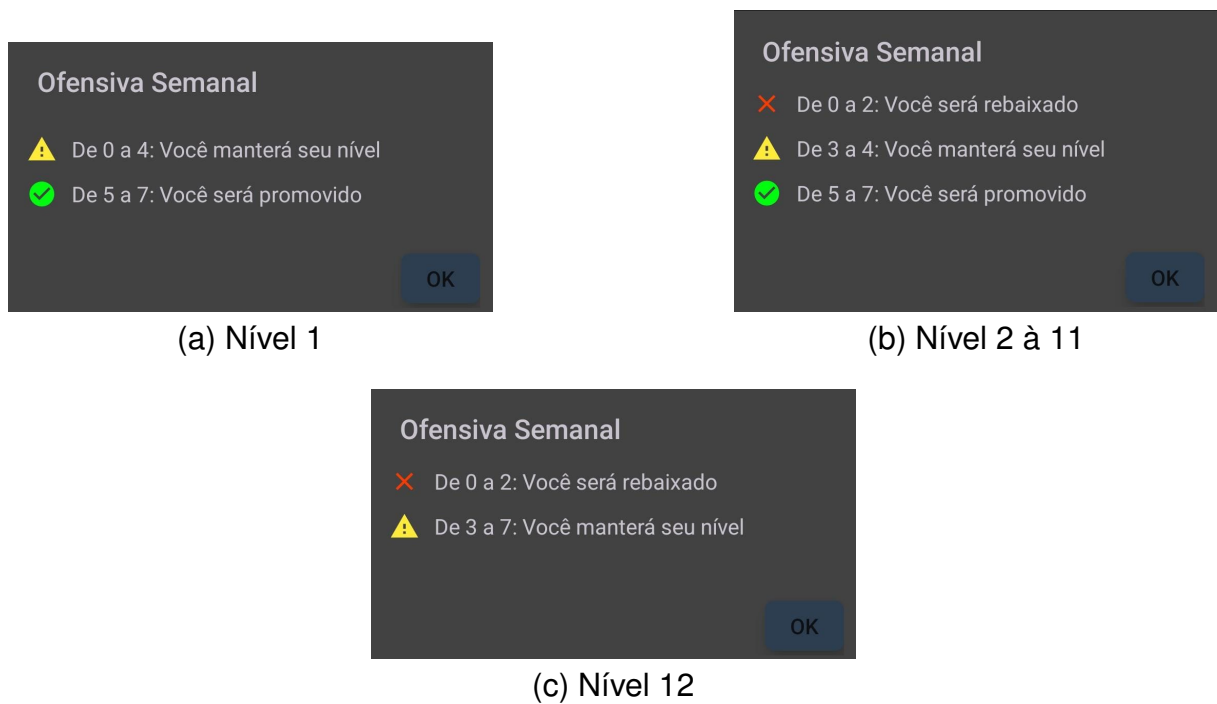 Ofensiva Semanal
De 0 a 4: Você manterá seu nível
De 5 a 7: Você será promovido
OK
(a) Nível 1
Ofensiva Semanal
De 0 a 2: Você será rebaixado
De 3 a 4: Você manterá seu nível
De 5 a 7: Você será promovido
OK
(b) Nível 2 à 11
Ofensiva Semanal
De 0 a 2: Você será rebaixado
De 3 a 7: Você manterá seu nível
OK
(c) Nível 12